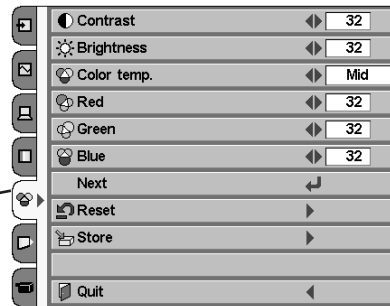 Contrast 32
Brightness 32
Color temp. Mid
Red 32
Green 32
Blue 32
Next
Reset
Store
Quit